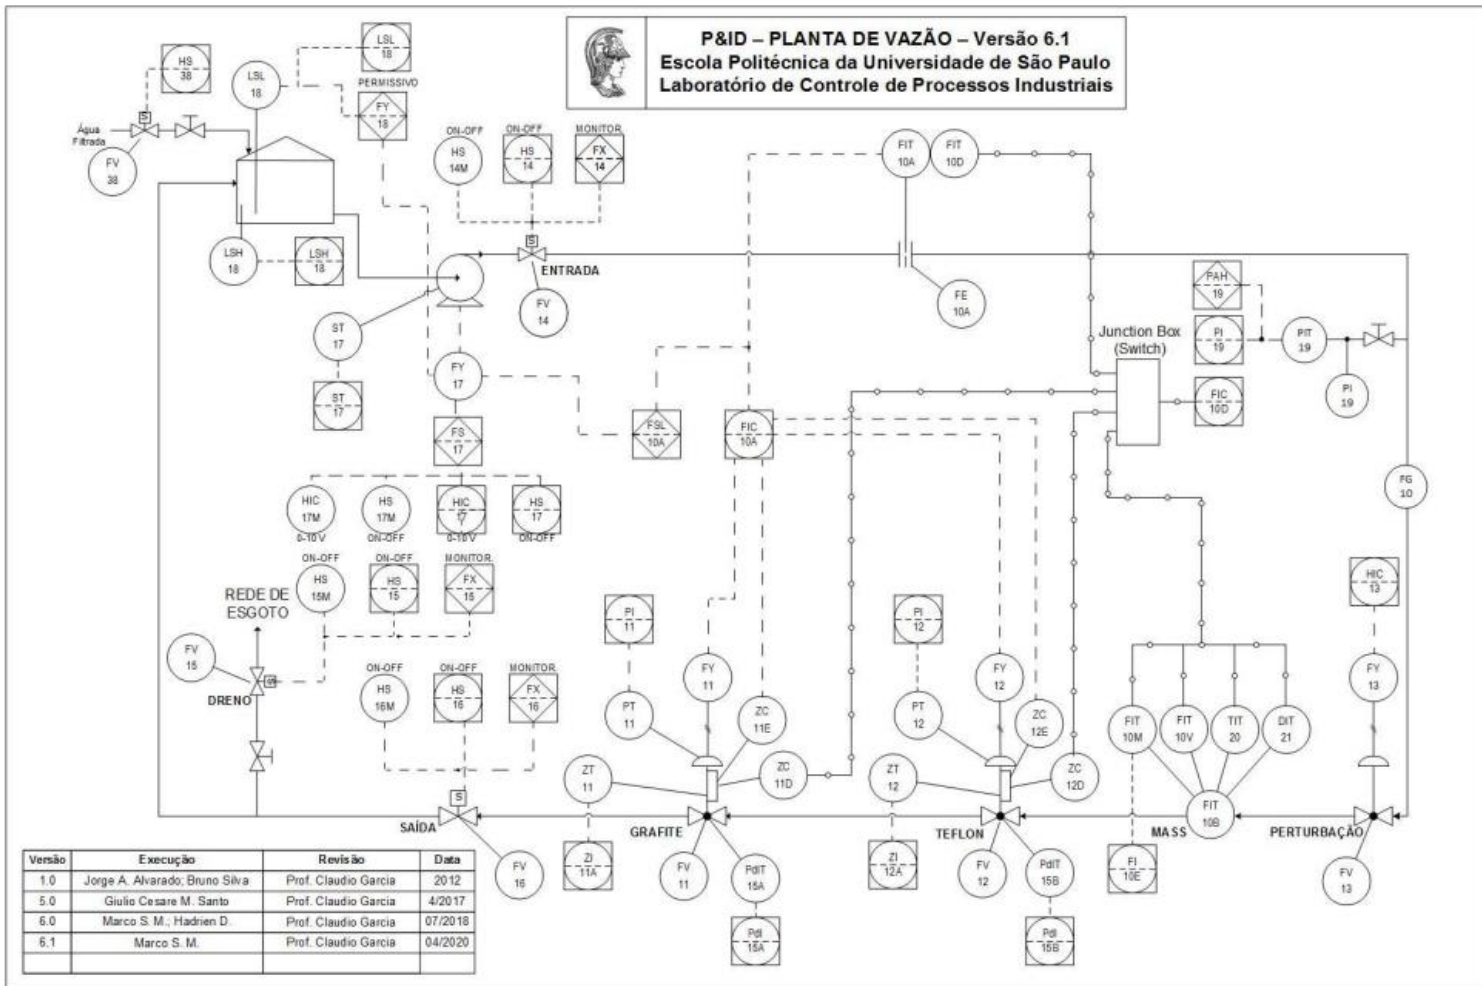 P&ID – PLANTA DE VAZÃO – Versão 6.1
Escola Politécnica da Universidade de São Paulo
Laboratório de Controle de Processos Industriais
HS
38
LSL
18
LSL
18
PERMISSIVO
FY
18
S
Água
Filtrada
FV
38
LSH
18
LSH
18
ON-OFF
HS
14M
ON-OFF
HS
14
MONITOR.
FX
14
S
ENTRADA
FV
14
FIT
10A
FIT
10D
FE
10A
PAH
19
PI
19
PIT
19
PI
19
Junction Box
(Switch)
FIC
10D
FG
10
ST
17
ST
17
FY
17
FS
17
FSL
10A
FIC
10A
HIC
17M
0-10 V
HS
17M
ON-OFF
HIC
17
0-10 V
HS
17
ON-OFF
ON-OFF
HS
15M
ON-OFF
HS
15
MONITOR.
FX
15
REDE DE
ESGOTO
FV
15
S
DRENO
ON-OFF
HS
16M
ON-OFF
HS
16
MONITOR.
FX
16
S
SAÍDA
FV
16
PI
11
PT
11
FY
11
ZC
11E
ZT
11
ZC
11D
ZI
11A
GRAFITE
FV
11
PdIT
15A
PdI
15A
PI
12
PT
12
FY
12
ZC
12E
ZT
12
ZC
12D
ZI
12A
TEFLON
FV
12
PdIT
15B
PdI
15B
FIT
10M
FIT
10V
TIT
20
DIT
21
FIT
10B
MASS
FI
10E
HIC
13
FY
13
PERTURBAÇÃO
FV
13
Versão Execução Revisão Data
1.0 Jorge A. Alvarado; Bruno Silva Prof. Claudio Garcia 2012
5.0 Giulio Cesare M. Santo Prof. Claudio Garcia 4/2017
6.0 Marco S. M.; Hadrien D. Prof. Claudio Garcia 07/2018
6.1 Marco S. M. Prof. Claudio Garcia 04/2020